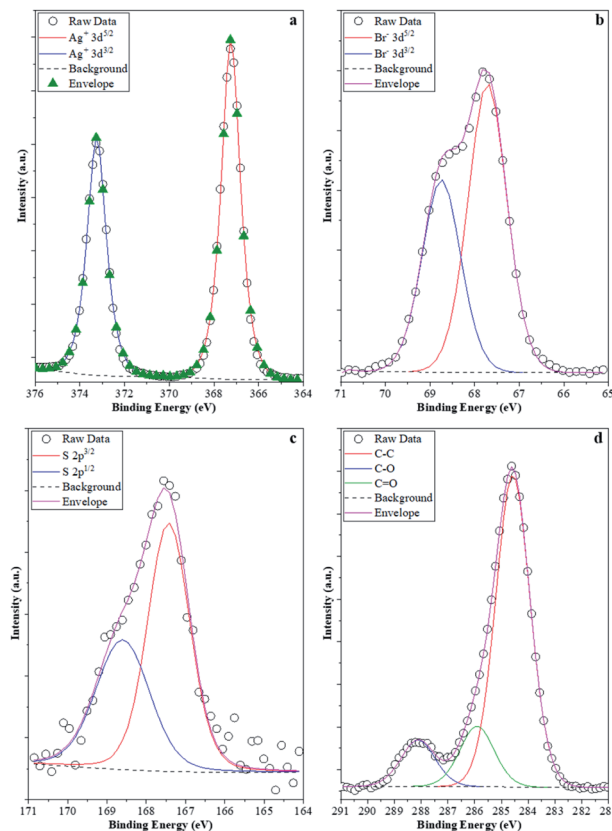 a
Raw Data
Ag⁺ 3d⁵/²
Ag⁺ 3d³/²
Background
Envelope
Intensity (a.u.)
376 374 372 370 368 366 364
Binding Energy (eV)
b
Raw Data
Br⁻ 3d⁵/²
Br⁻ 3d³/²
Background
Envelope
Intensity (a.u.)
71 70 69 68 67 66 65
Binding Energy (eV)
c
Raw Data
S 2p³/²
S 2p¹/²
Background
Envelope
Intensity (a.u.)
171 170 169 168 167 166 165 164
Binding Energy (eV)
d
Raw Data
C-C
C-O
C=O
Background
Envelope
Intensity (a.u.)
291 290 289 288 287 286 285 284 283 282 281
Binding Energy (eV)